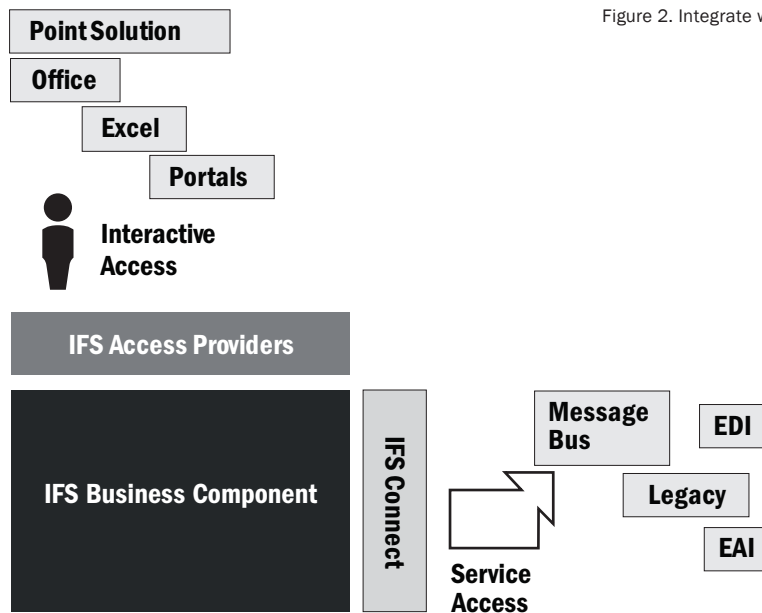 Figure 2. Integrate
Point Solution
Office
Excel
Portals
Interactive
Access
IFS Access Providers
IFS Business Component
IFS Connect
Message
Bus
EDI
Legacy
EAI
Service
Access